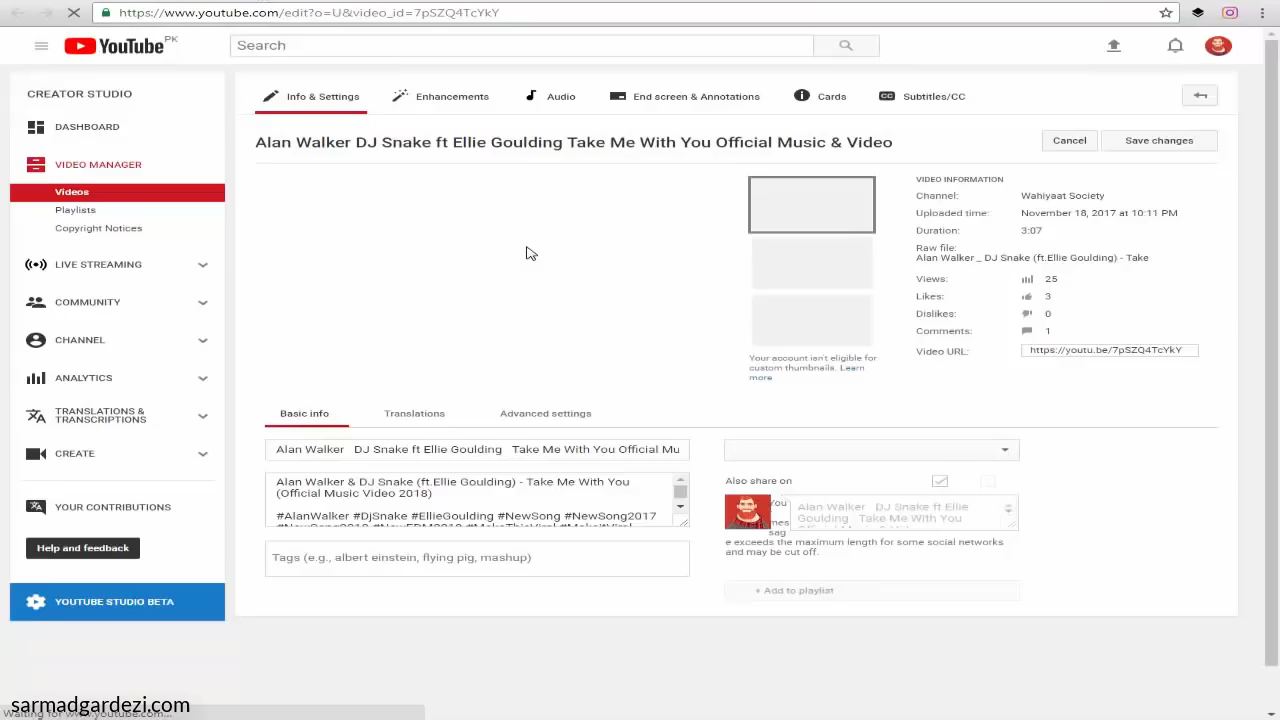 https://www.youtube.com/edit?o=U&video_id=7pSZQ4TcYkY
YouTube PK
Search
CREATOR STUDIO
DASHBOARD
VIDEO MANAGER
Videos
Playlists
Copyright Notices
LIVE STREAMING
COMMUNITY
CHANNEL
ANALYTICS
TRANSLATIONS &
TRANSCRIPTIONS
CREATE
YOUR CONTRIBUTIONS
Help and feedback
YOUTUBE STUDIO BETA
Info & Settings
Enhancements
Audio
End screen & Annotations
Cards
CC Subtitles/CC
Alan Walker DJ Snake ft Ellie Goulding Take Me With You Official Music & Video
Cancel
Save changes
Your account isn't eligible for
custom thumbnails. Learn
more
VIDEO INFORMATION
Channel: Wahiyaat Society
Uploaded time: November 18, 2017 at 10:11 PM
Duration: 3:07
Raw file:
Alan Walker _ DJ Snake (ft.Ellie Goulding) - Take
Views: 25
Likes: 3
Dislikes: 0
Comments: 1
Video URL: https://youtu.be/7pSZQ4TcYkY
Basic info
Translations
Advanced settings
Alan Walker DJ Snake ft Ellie Goulding Take Me With You Official Mu
Alan Walker & DJ Snake (ft.Ellie Goulding) - Take Me With You
(Official Music Video 2018)
#AlanWalker #DjSnake #EllieGoulding #NewSong #NewSong2017
Tags (e.g., albert einstein, flying pig, mashup)
Also share on
You
mes
sag
Alan Walker DJ Snake ft Ellie
Goulding Take Me With You
e exceeds the maximum length for some social networks
and may be cut off.
+ Add to playlist
sarmadgardezi.com
Waiting for www.youtube.com...